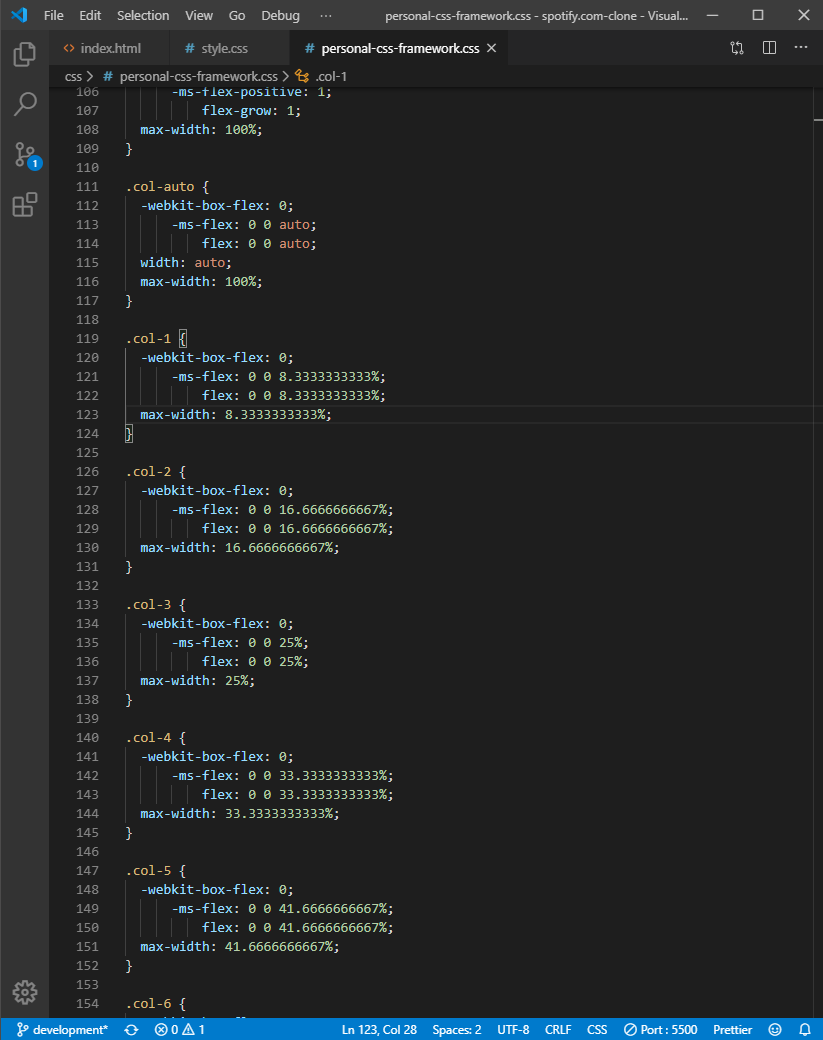 File Edit Selection View Go Debug ··· personal-css-framework.css - spotify.com-clone - Visual...
<> index.html # style.css # personal-css-framework.css ×
css > # personal-css-framework.css > .col-1
106 -ms-flex-positive: 1;
107 flex-grow: 1;
108 max-width: 100%;
109 }
110
111 .col-auto {
112 -webkit-box-flex: 0;
113 -ms-flex: 0 0 auto;
114 flex: 0 0 auto;
115 width: auto;
116 max-width: 100%;
117 }
118
119 .col-1 {
120 -webkit-box-flex: 0;
121 -ms-flex: 0 0 8.3333333333%;
122 flex: 0 0 8.3333333333%;
123 max-width: 8.3333333333%;
124 }
125
126 .col-2 {
127 -webkit-box-flex: 0;
128 -ms-flex: 0 0 16.6666666667%;
129 flex: 0 0 16.6666666667%;
130 max-width: 16.6666666667%;
131 }
132
133 .col-3 {
134 -webkit-box-flex: 0;
135 -ms-flex: 0 0 25%;
136 flex: 0 0 25%;
137 max-width: 25%;
138 }
139
140 .col-4 {
141 -webkit-box-flex: 0;
142 -ms-flex: 0 0 33.3333333333%;
143 flex: 0 0 33.3333333333%;
144 max-width: 33.3333333333%;
145 }
146
147 .col-5 {
148 -webkit-box-flex: 0;
149 -ms-flex: 0 0 41.6666666667%;
150 flex: 0 0 41.6666666667%;
151 max-width: 41.6666666667%;
152 }
153
154 .col-6 {
1
development* 0 1 Ln 123, Col 28 Spaces: 2 UTF-8 CRLF CSS Port : 5500 Prettier